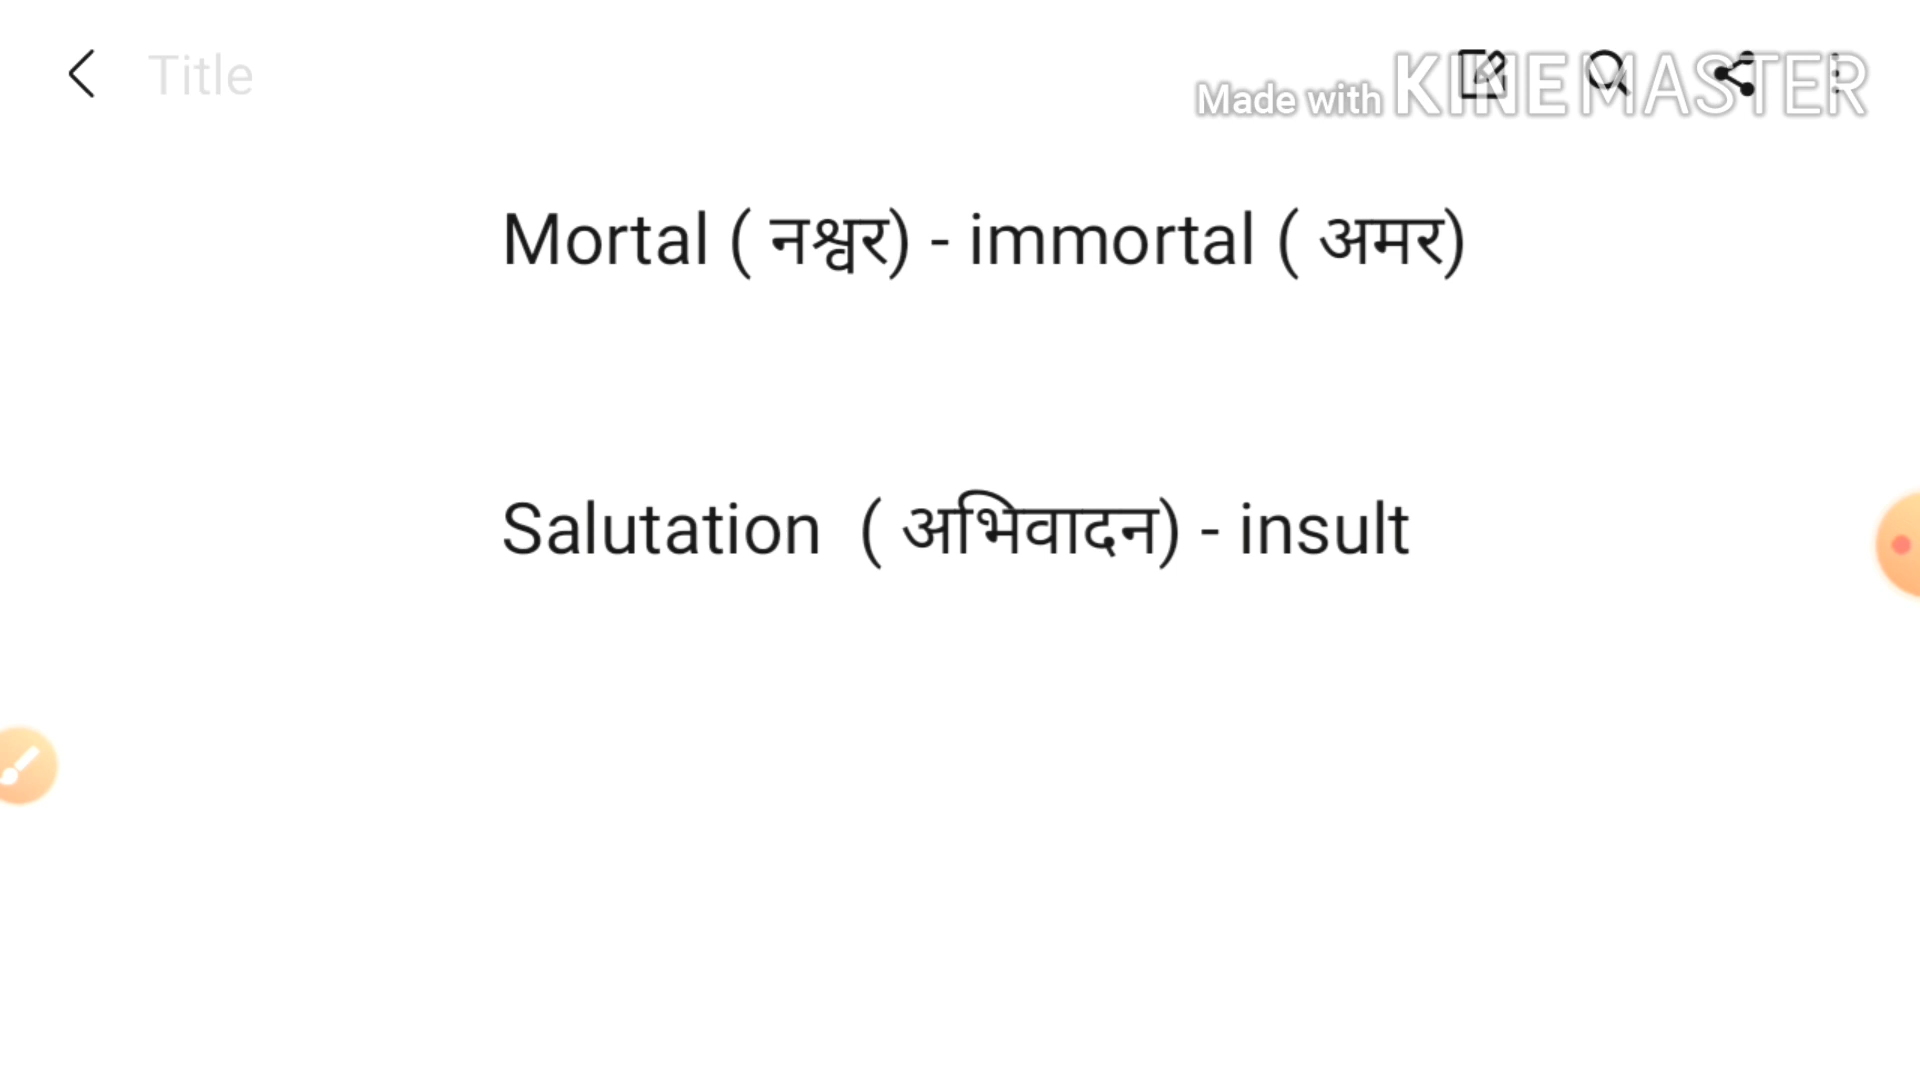 Title
Made with KINEMASTER
Mortal ( नश्वर) - immortal ( अमर)
Salutation  ( अभिवादन) - insult